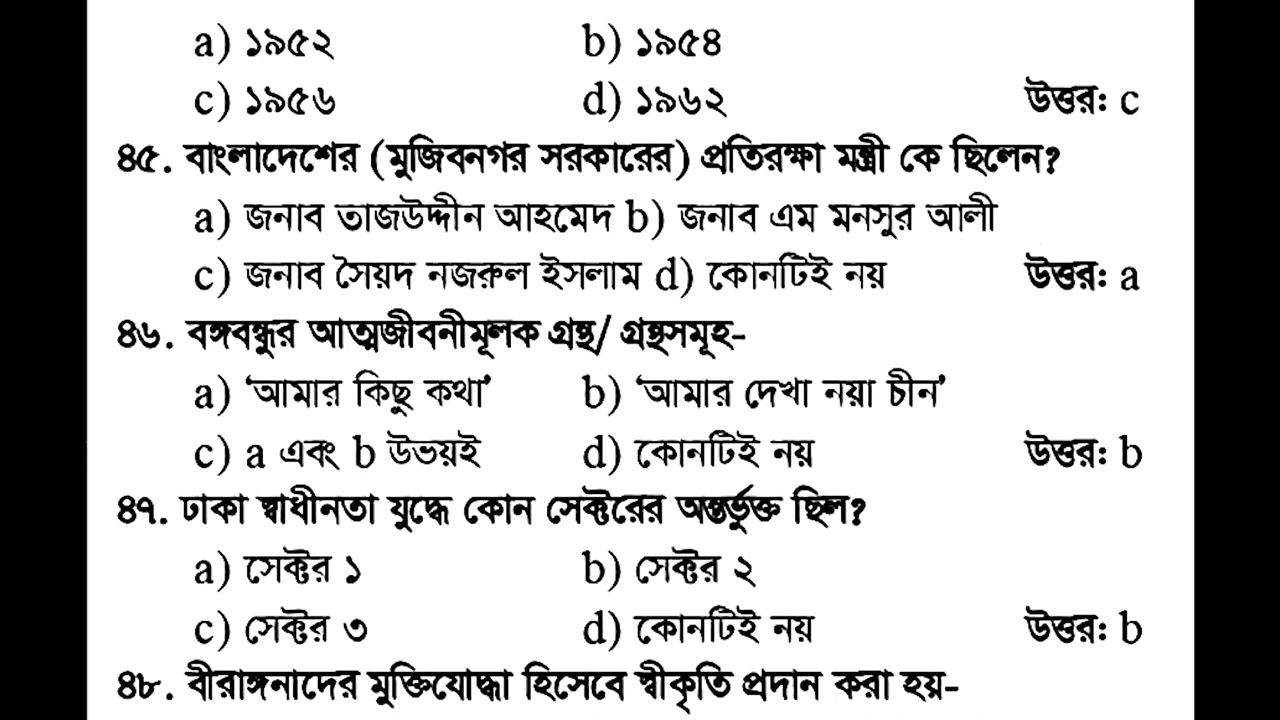 a) ১৯৫২ b) ১৯৫৪
c) ১৯৫৬ d) ১৯৬২ উত্তর: c
৪৫. বাংলাদেশের (মুজিবনগর সরকারের) প্রতিরক্ষা মন্ত্রী কে ছিলেন?
a) জনাব তাজউদ্দীন আহমেদ b) জনাব এম মনসুর আলী
c) জনাব সৈয়দ নজরুল ইসলাম d) কোনটিই নয় উত্তর: a
৪৬. বঙ্গবন্ধুর আত্মজীবনীমূলক গ্রন্থ/ গ্রন্থসমূহ-
a) ‘আমার কিছু কথা’ b) ‘আমার দেখা নয়া চীন’
c) a এবং b উভয়ই d) কোনটিই নয় উত্তর: b
৪৭. ঢাকা স্বাধীনতা যুদ্ধে কোন সেক্টরের অন্তর্ভুক্ত ছিল?
a) সেক্টর ১ b) সেক্টর ২
c) সেক্টর ৩ d) কোনটিই নয় উত্তর: b
৪৮. বীরাঙ্গনাদের মুক্তিযোদ্ধা হিসেবে স্বীকৃতি প্রদান করা হয়-